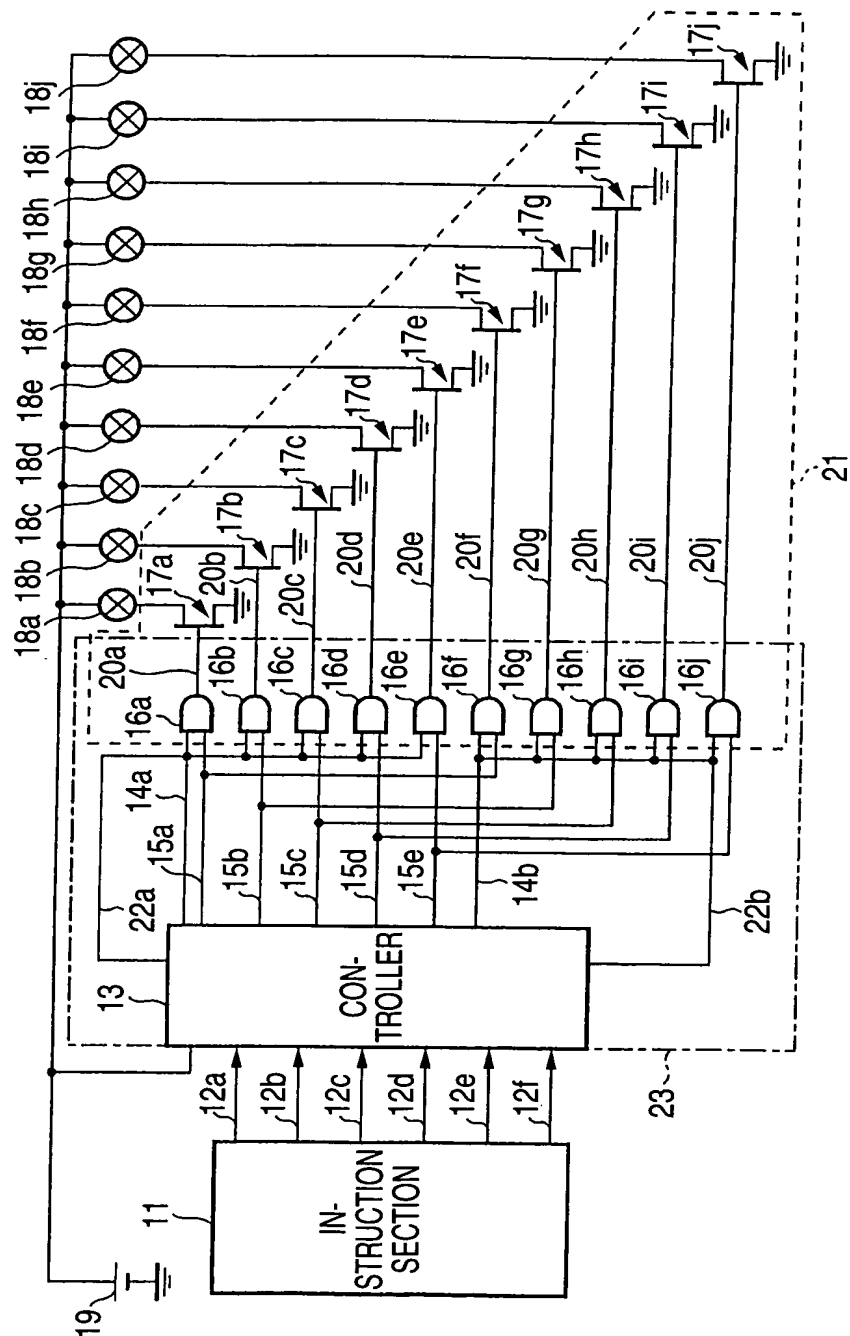 18a
18b
18c
18d
18e
18f
18g
18h
18i
18j
17a
17b
17c
17d
17e
17f
17g
17h
17i
17j
20a
20b
20c
20d
20e
20f
20g
20h
20i
20j
16a
16b
16c
16d
16e
16f
16g
16h
16i
16j
14a
15a
15b
15c
15d
15e
14b
22a
22b
13
CON-
TROLLER
12a
12b
12c
12d
12e
12f
11
IN-
STRUCTION
SECTION
19
21
23